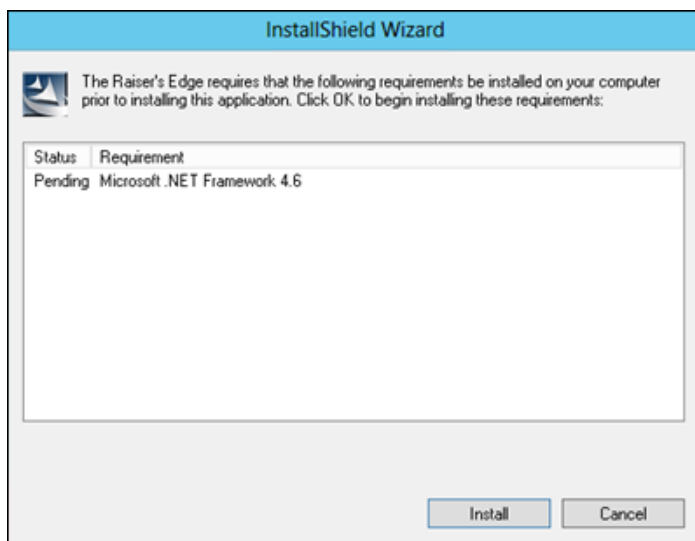 InstallShield Wizard
The Raiser's Edge requires that the following requirements be installed on your computer
prior to installing this application. Click OK to begin installing these requirements:
Status Requirement
Pending Microsoft .NET Framework 4.6
Install Cancel